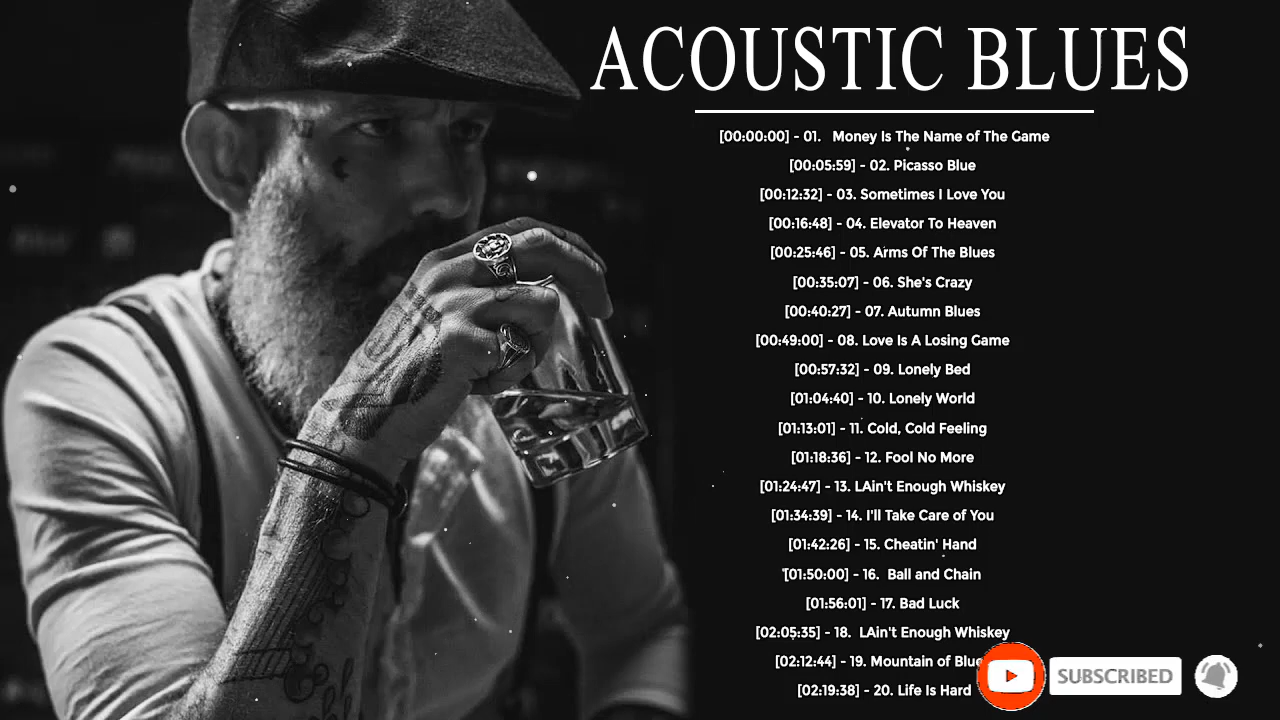 ACOUSTIC BLUES
[00:00:00] - 01. Money Is The Name of The Game
[00:05:59] - 02. Picasso Blue
[00:12:32] - 03. Sometimes I Love You
[00:16:48] - 04. Elevator To Heaven
[00:25:46] - 05. Arms Of The Blues
[00:35:07] - 06. She's Crazy
[00:40:27] - 07. Autumn Blues
[00:49:00] - 08. Love Is A Losing Game
[00:57:32] - 09. Lonely Bed
[01:04:40] - 10. Lonely World
[01:13:01] - 11. Cold, Cold Feeling
[01:18:36] - 12. Fool No More
[01:24:47] - 13. LAin't Enough Whiskey
[01:34:39] - 14. I'll Take Care of You
[01:42:26] - 15. Cheatin' Hand
[01:50:00] - 16. Ball and Chain
[01:56:01] - 17. Bad Luck
[02:05:35] - 18. LAin't Enough Whiskey
[02:12:44] - 19. Mountain of Blue
[02:19:38] - 20. Life Is Hard
SUBSCRIBED